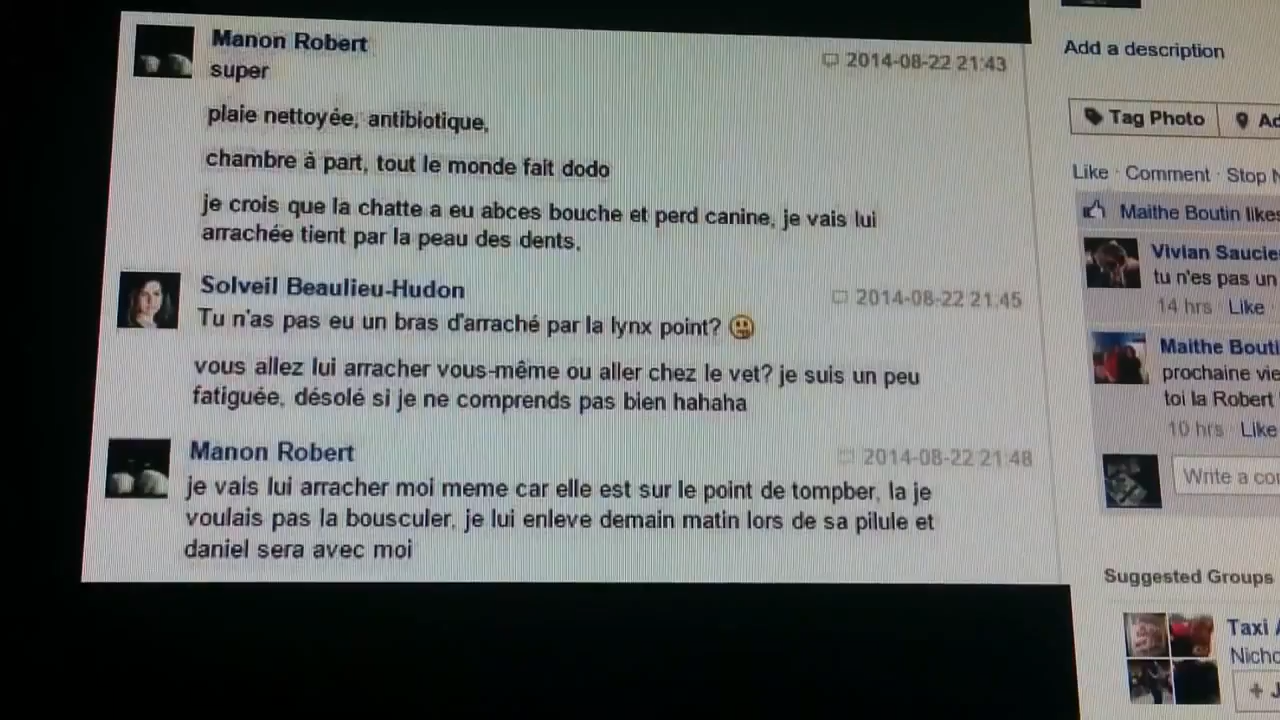 Manon Robert
2014-08-22 21:43
super
plaie nettoyée, antibiotique,
chambre à part, tout le monde fait dodo
je crois que la chatte a eu abces bouche et perd canine, je vais lui
arrachée tient par la peau des dents,
Solveil Beaulieu-Hudon
2014-08-22 21:45
Tu n'as pas eu un bras d'arraché par la lynx point?
vous allez lui arracher vous-même ou aller chez le vet? je suis un peu
fatiguée, désolé si je ne comprends pas bien hahaha
Manon Robert
2014-08-22 21:48
je vais lui arracher moi meme car elle est sur le point de tompber, la je
voulais pas la bousculer, je lui enleve demain matin lors de sa pilule et
daniel sera avec moi
Add a description
Tag Photo
Like · Comment · Stop
Maithe Boutin likes
Vivian
tu n'es pas un
14 hrs Like
Maithe
prochaine vie
toi la Robert
10 hrs Like
Write a
Suggested Groups
Taxi